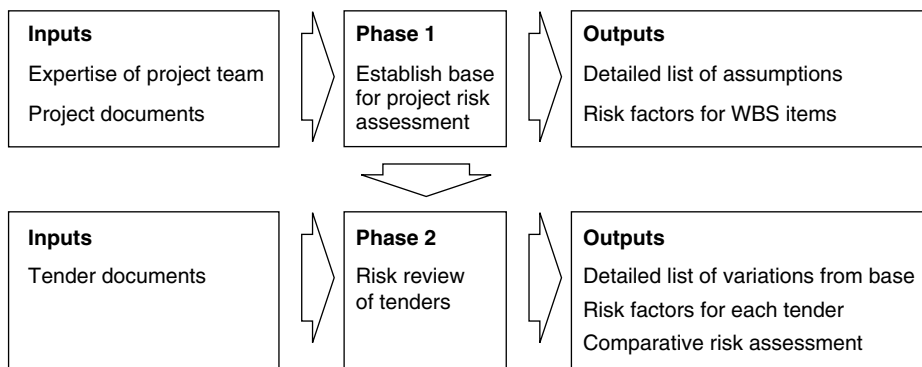 Inputs
Expertise of project team
Project documents
Phase 1
Establish base
for project risk
assessment
Outputs
Detailed list of assumptions
Risk factors for WBS items
Inputs
Tender documents
Phase 2
Risk review
of tenders
Outputs
Detailed list of variations from base
Risk factors for each tender
Comparative risk assessment